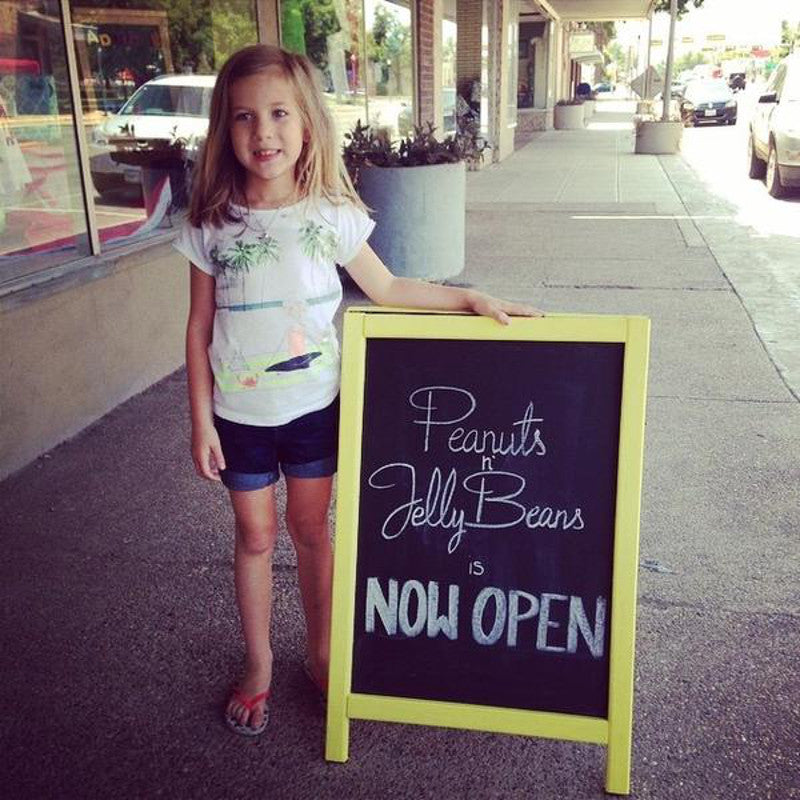 Peanuts
n'
Jelly Beans
is
NOW OPEN